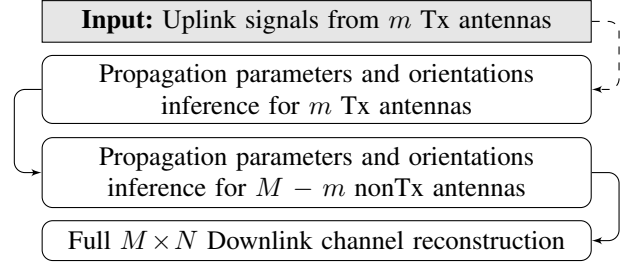 Input: Uplink signals from m Tx antennas
Propagation parameters and orientations
inference for m Tx antennas
Propagation parameters and orientations
inference for M − m nonTx antennas
Full M × N Downlink channel reconstruction